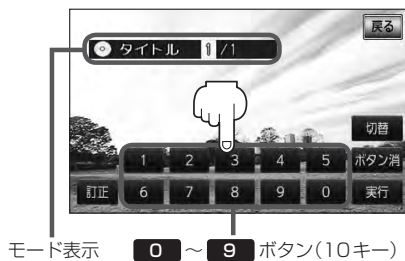 戻る
タイトル 1 /1
切替
1 2 3 4 5 ボタン消
訂正 6 7 8 9 0 実行
モード表示 0 ～ 9 ボタン（10キー）